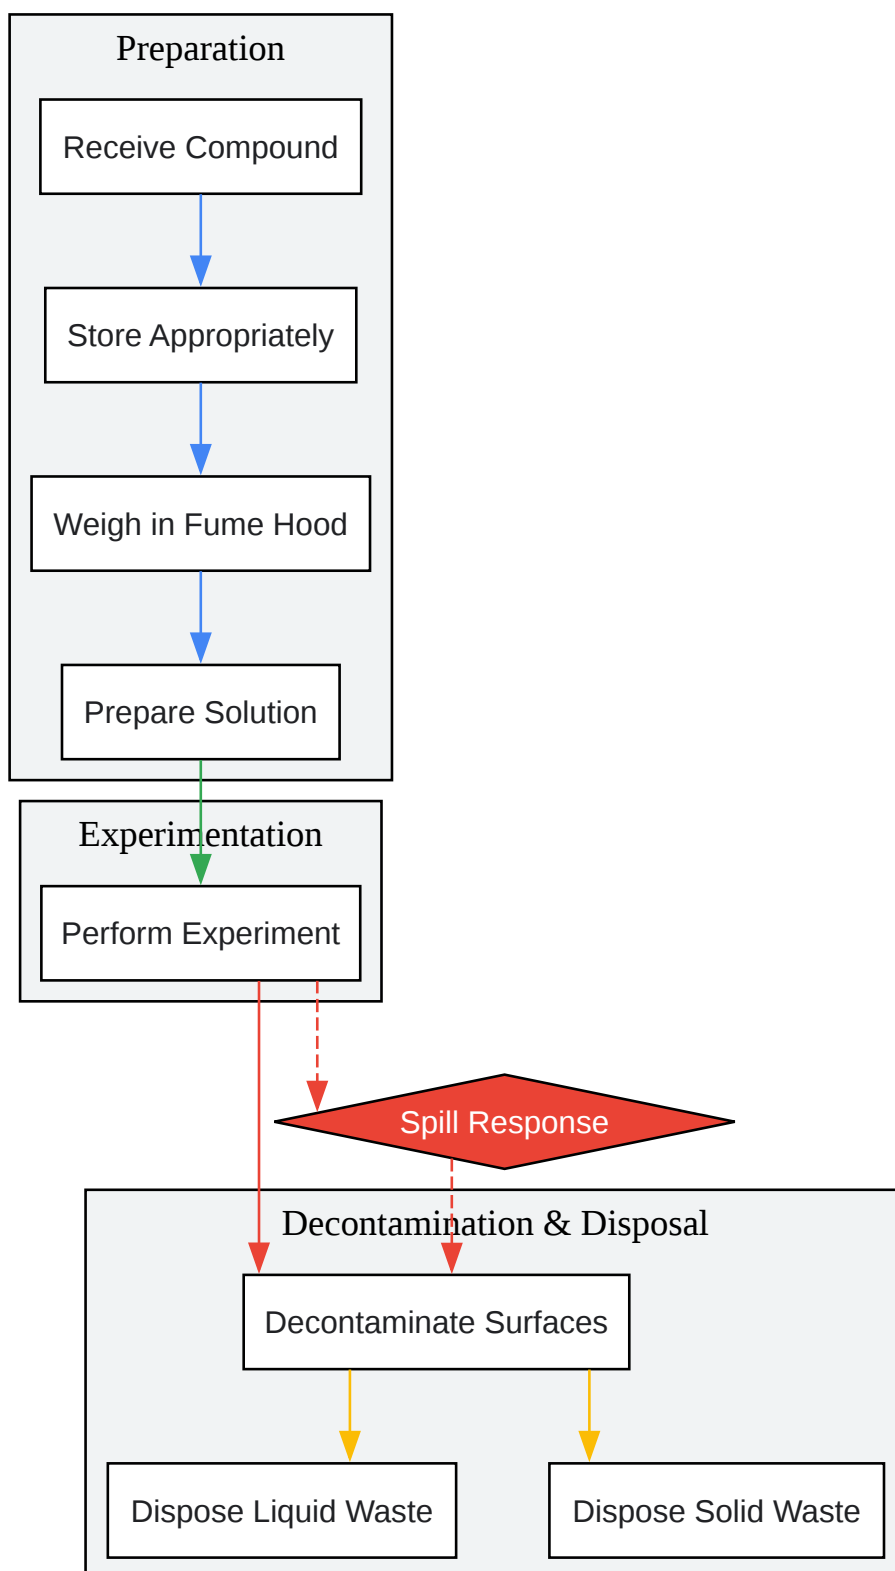 Preparation
Receive Compound
Store Appropriately
Weigh in Fume Hood
Prepare Solution
Experimentation
Perform Experiment
Spill Response
Decontamination & Disposal
Decontaminate Surfaces
Dispose Liquid Waste
Dispose Solid Waste